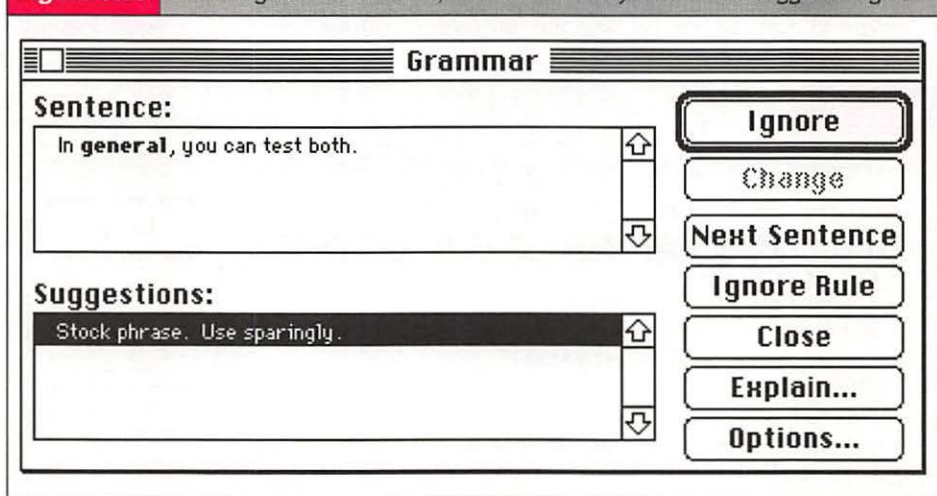 Grammar
Sentence:
In general, you can test both.
Suggestions:
Stock phrase. Use sparingly.
Ignore
Change
Next Sentence
Ignore Rule
Close
Explain...
Options...